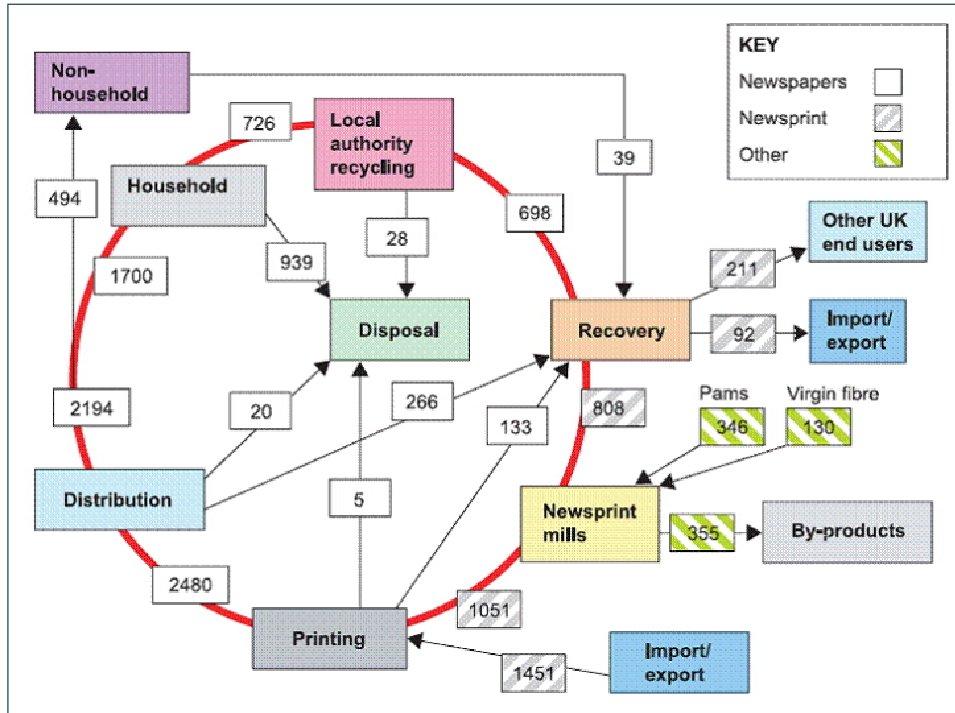 Non-
household
726
Local
authority
recycling
39
KEY
Newspapers
Newsprint
Other
494
Household
698
Other UK
end users
28
939
211
1700
Disposal
Recovery
92
Import/
export
2194
20
266
133
808
Pams
346
Virgin fibre
130
Distribution
5
Newsprint
mills
355
By-products
2480
1051
Printing
1451
Import/
export